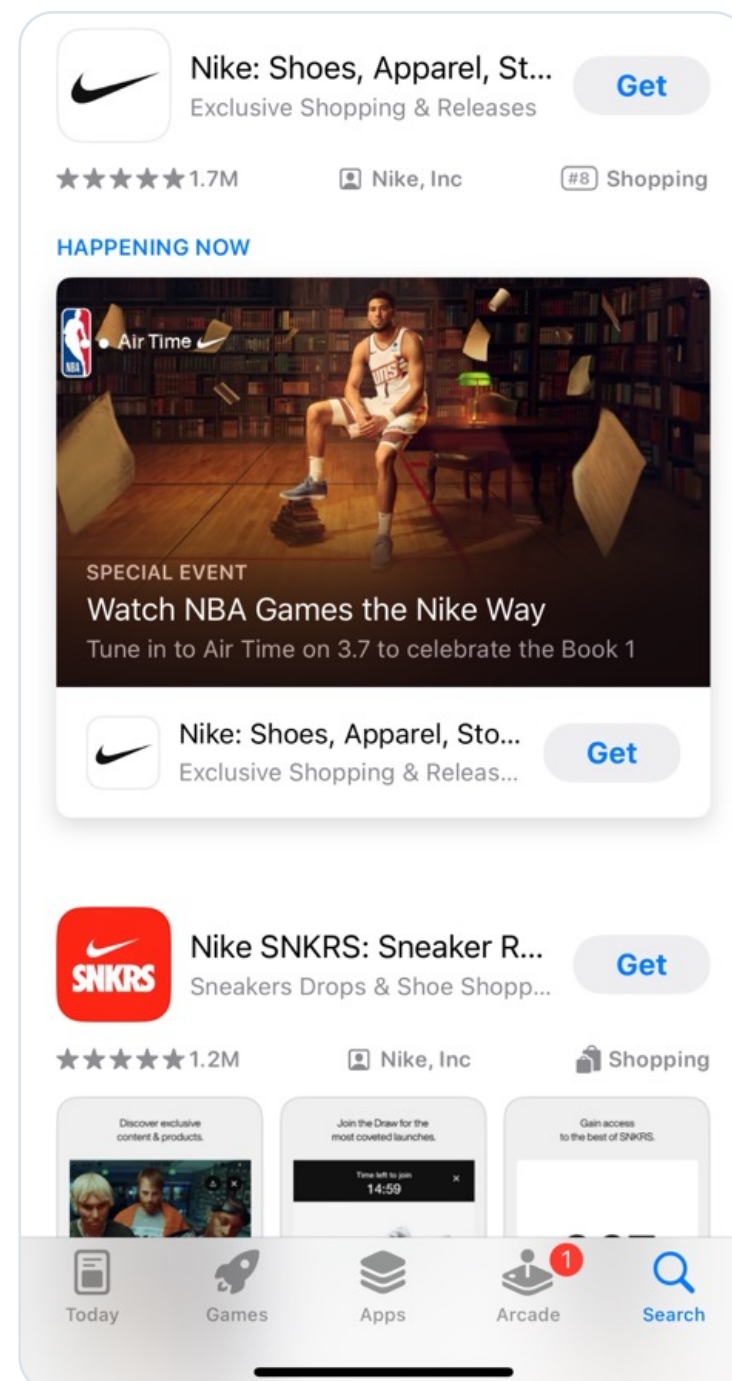 Nike: Shoes, Apparel, St...
Get
Exclusive Shopping & Releases
1.7M
Nike, Inc
#8 Shopping
HAPPENING NOW
NBA
Air Time
SUNS
1
SPECIAL EVENT
Watch NBA Games the Nike Way
Tune in to Air Time on 3.7 to celebrate the Book 1
Nike: Shoes, Apparel, Sto...
Get
Exclusive Shopping & Releas...
SNKRS
Nike SNKRS: Sneaker R...
Get
Sneakers Drops & Shoe Shopp...
1.2M
Nike, Inc
Shopping
Discover exclusive
content & products.
Join the Draw for the
most coveted launches.
Time left to join
14:59
Gain access
to the best of SNKRS.
1
Today
Games
Apps
Arcade
Search